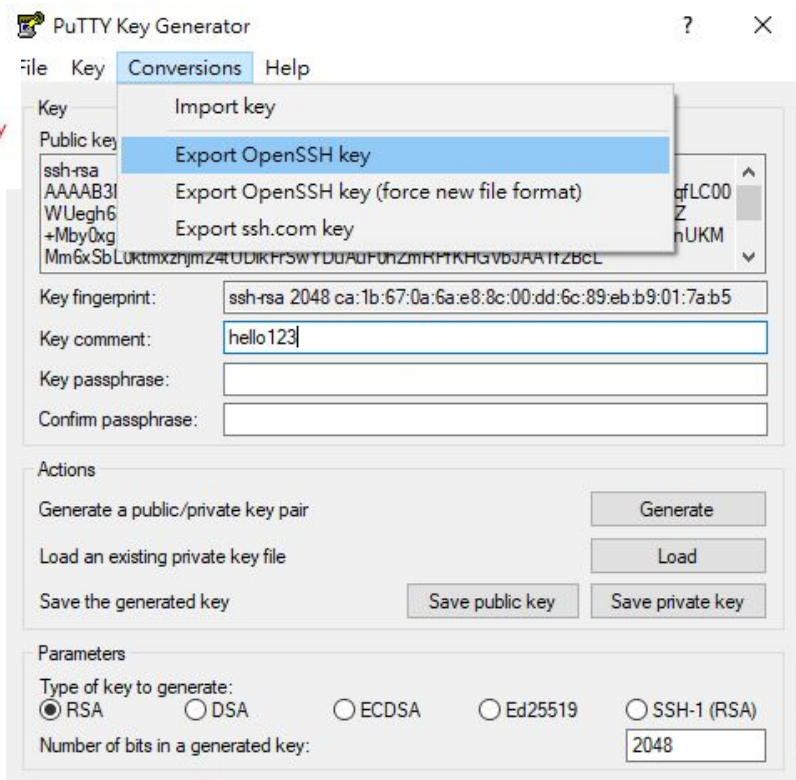 PuTTY Key Generator
File Key Conversions Help
Import key
Export OpenSSH key
Export OpenSSH key (force new file format)
Export ssh.com key
Key
Public key
ssh-rsa
AAAAB3 qfLC00
WUegh6 Z
+Mby0xg nUKM
Key fingerprint: ssh-rsa 2048 ca:1b:67:0a:6a:e8:8c:00:dd:6c:89:eb:b9:01:7a:b5
Key comment: hello123
Key passphrase:
Confirm passphrase:
Actions
Generate a public/private key pair Generate
Load an existing private key file Load
Save the generated key Save public key Save private key
Parameters
Type of key to generate:
RSA DSA ECDSA Ed25519 SSH-1 (RSA)
Number of bits in a generated key: 2048